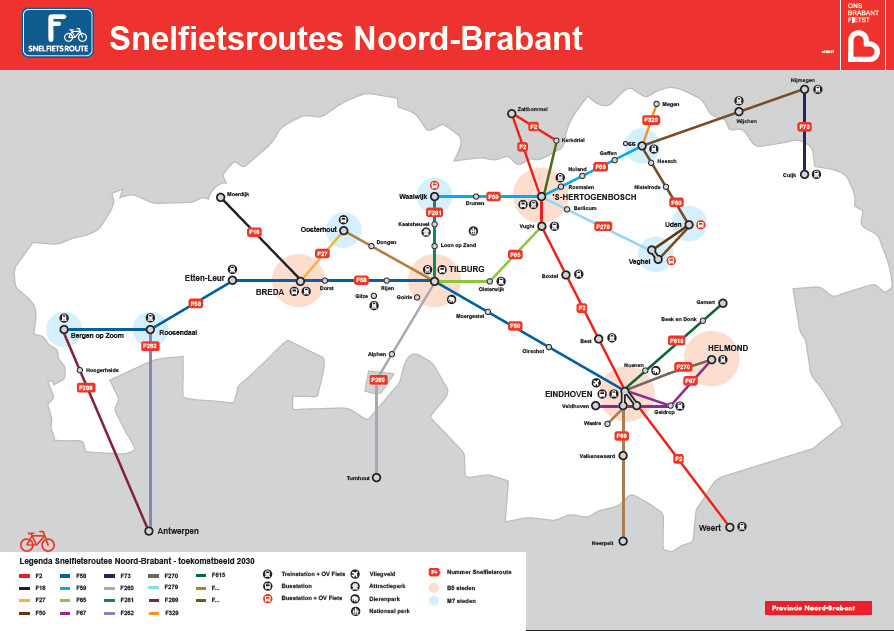 F
SNELFIETSROUTE
Snelfietsroutes Noord-Brabant
ONS
BRABANT
FIETST
Nijmegen
Zaltbommel
Megen
Wijchen
F2
F329
F73
F2
Kerkdriel
Oss
Geffen
Heesch
Nuland
F59
Cuijk
Moerdijk
Waalwijk
Rosmalen
Nistelrode
Drunen
F59
'S-HERTOGENBOSCH
F50
F261
Berlicum
Kaatsheuvel
Vught
F279
Uden
Oosterhout
F16
Dongen
Loon op Zand
F65
Veghel
F27
TILBURG
Etten-Leur
Boxtel
BREDA
Dorst
F58
Rijen
Oisterwijk
Gilze
Goirle
F58
Gemert
Moergestel
F2
Beek en Donk
F58
Bergen op Zoom
Roosendaal
Best
F615
F262
Oirschot
HELMOND
Alphen
Nuenen
Hoogerheide
F270
F260
F67
F289
EINDHOVEN
Veldhoven
Geldrop
Waalre
F69
Valkenswaard
F2
Turnhout
Antwerpen
Weert
Neerpelt
Legenda Snelfietsroutes Noord-Brabant - toekomstbeeld 2030
F2 F58 F73 F270 F615
F16 F59 F260 F279 F...
F27 F65 F261 F289 F...
F50 F67 F262 F329
Treinstation + OV Fiets
Busstation
Busstation + OV Fiets
Vliegveld
Attractiepark
Dierenpark
Nationaal park
F+ Nummer Snelfietsroute
B5 steden
M7 steden
Provincie Noord-Brabant